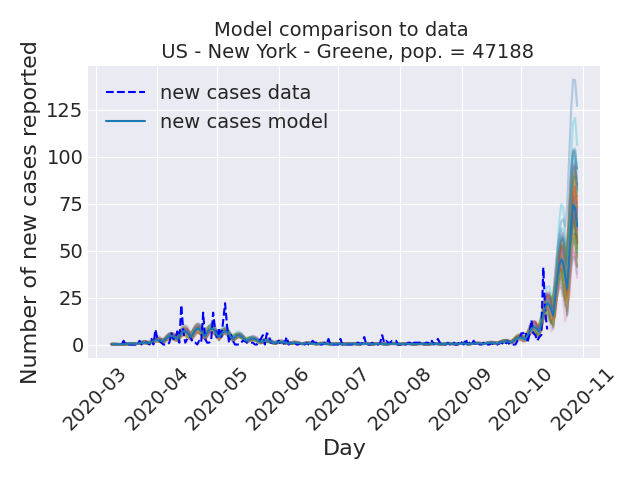 Model comparison to data
US - New York - Greene, pop. = 47188
Number of new cases reported
125
100
75
50
25
0
new cases data
new cases model
2020-03
2020-04
2020-05
2020-06
2020-07
2020-08
2020-09
2020-10
2020-11
Day